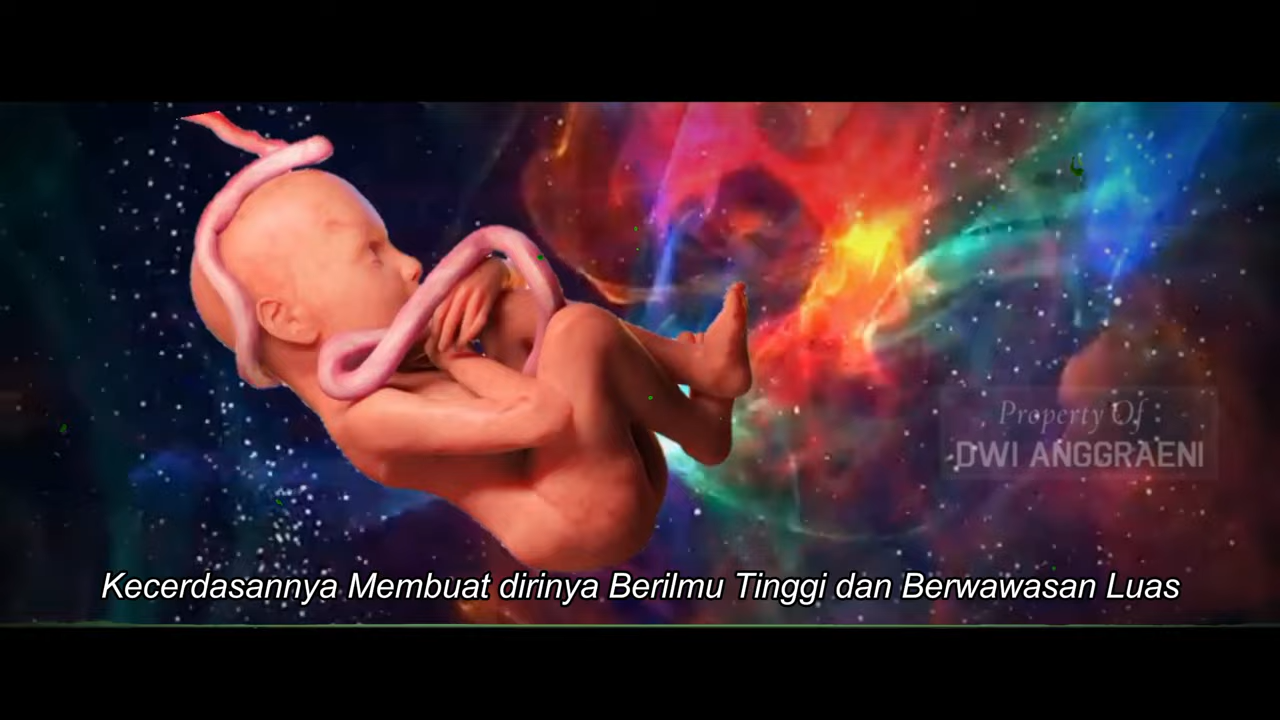 Property Of :
DWI ANGGRAENI
Kecerdasannya Membuat dirinya Berilmu Tinggi dan Berwawasan Luas